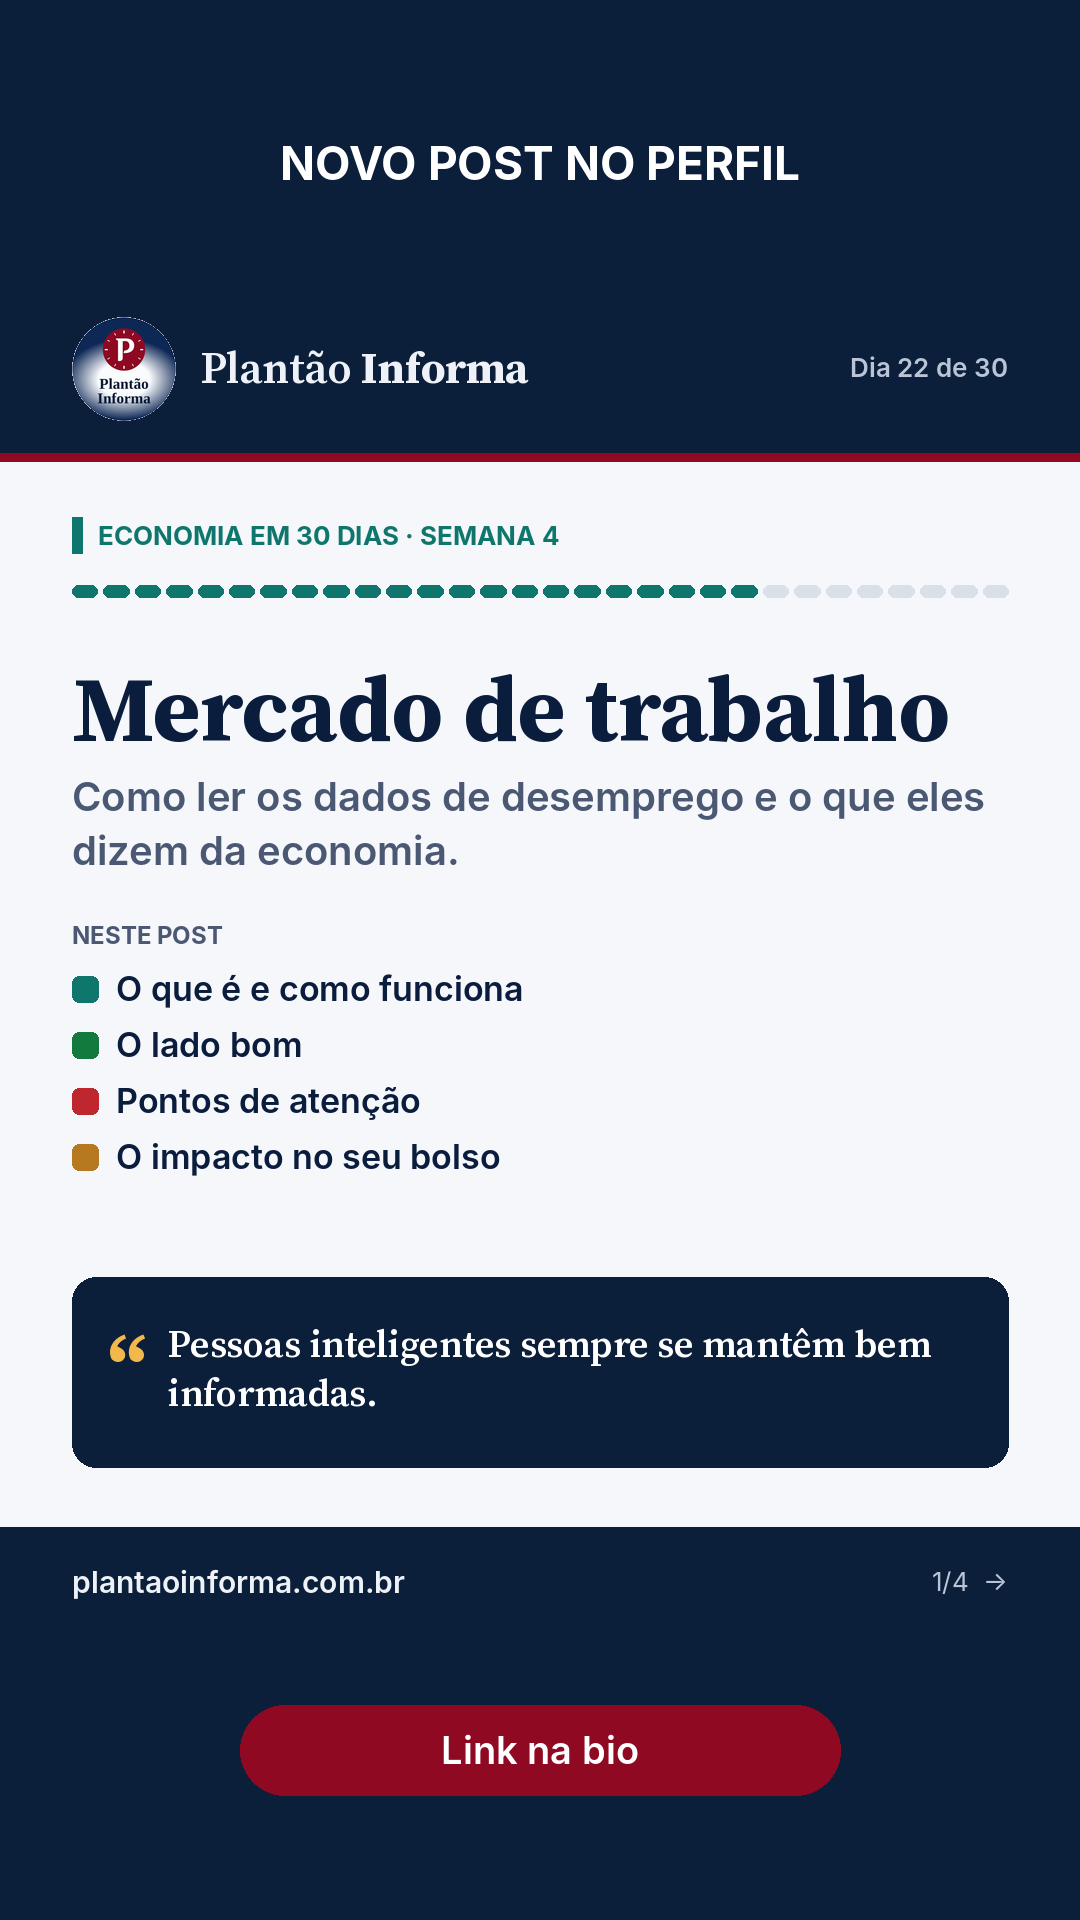 NOVO POST NO PERFIL
P
Plantão
Informa
Plantão Informa
Dia 22 de 30
ECONOMIA EM 30 DIAS · SEMANA 4
Mercado de trabalho
Como ler os dados de desemprego e o que eles
dizem da economia.
NESTE POST
O que é e como funciona
O lado bom
Pontos de atenção
O impacto no seu bolso
“ Pessoas inteligentes sempre se mantêm bem
informadas.
plantaoinforma.com.br
1/4 →
Link na bio